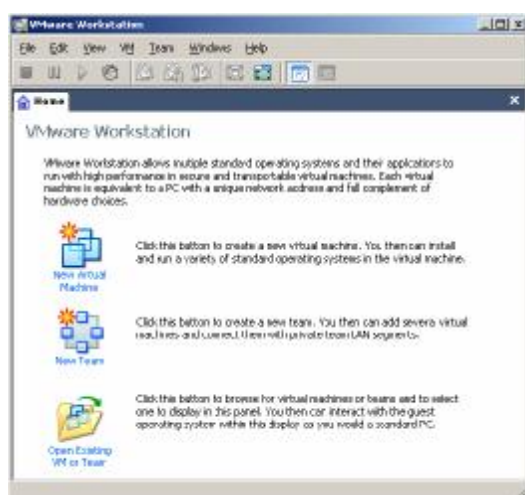 VMware Workstation
File Edit View VM Team Windows Help
Home
VMware Workstation
VMware Workstation allows multiple standard operating systems and their applications to
run with high performance in secure and transportable virtual machines. Each virtual
machine is equivalent to a PC with a unique network address and full complement of
hardware choices.
New Virtual
Machine
Click this button to create a new virtual machine. You then can install
and run a variety of standard operating systems in the virtual machine.
New Team
Click this button to create a new team. You then can add several virtual
machines and connect them with private team LAN segments.
Open Existing
VM or Team
Click this button to browse for virtual machines or teams and to select
one to display in this panel. You then can interact with the guest
operating system within this display as you would a standard PC.